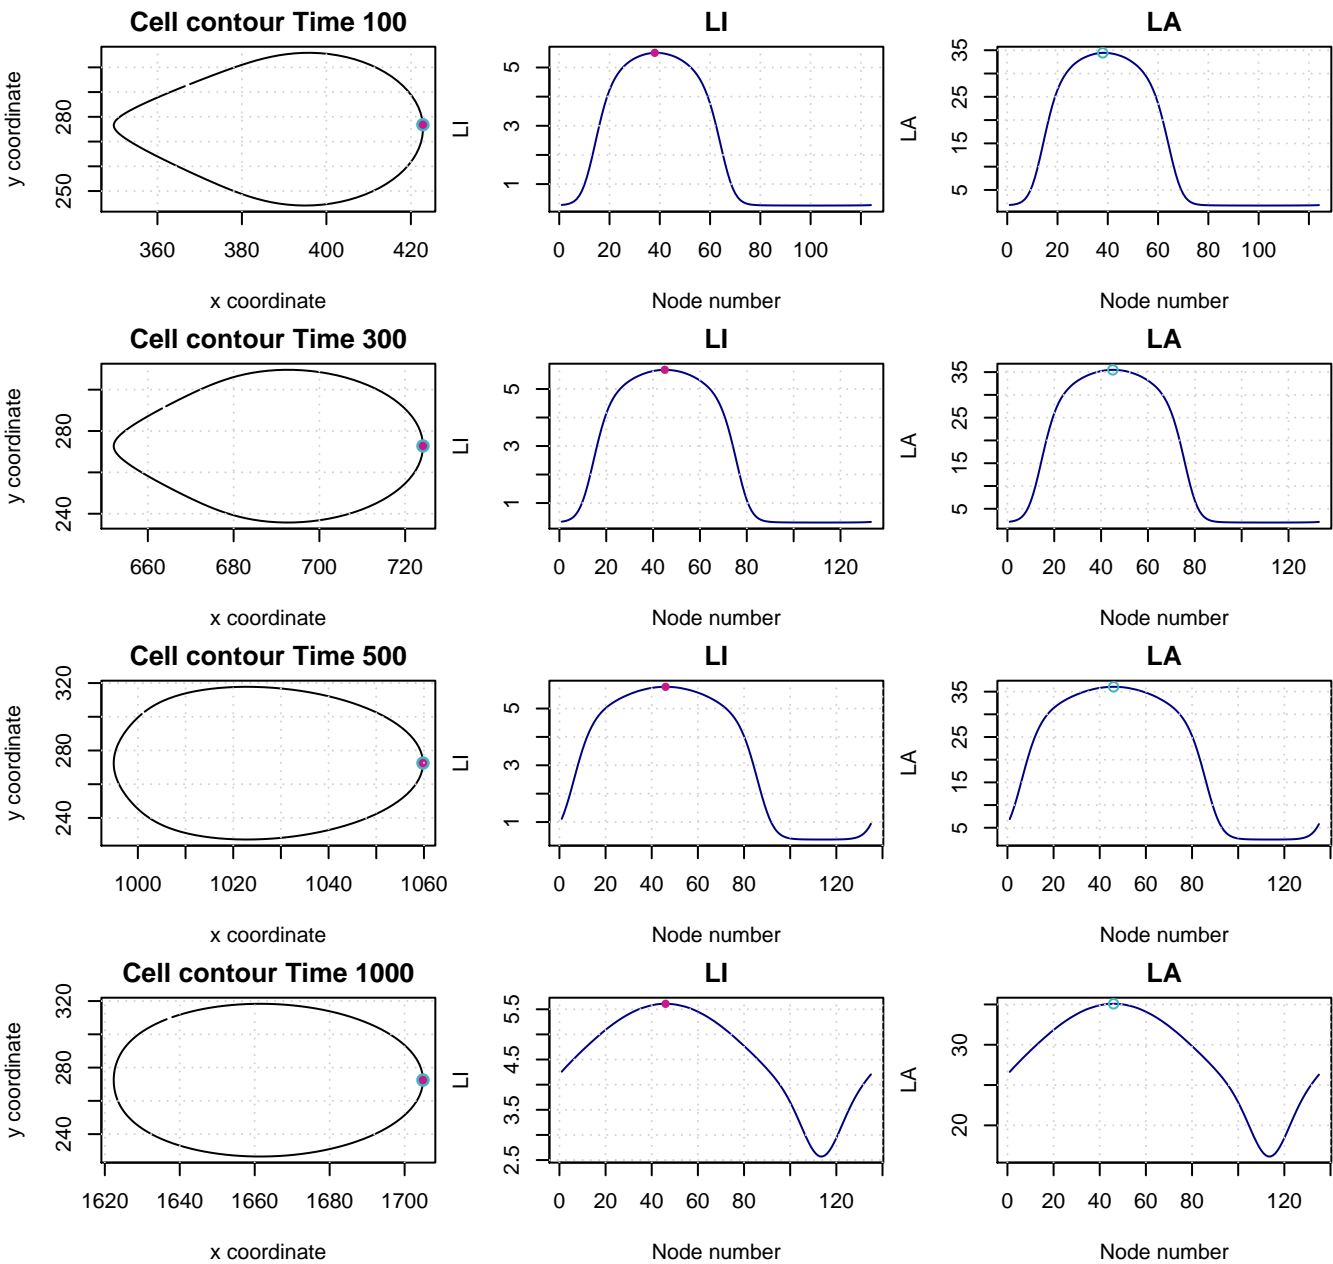 Cell contour Time 100
LI
LA
y coordinate
280
250
LI
5
3
1
LA
35
25
15
5
360 380 400 420
0 20 40 60 80 100
0 20 40 60 80 100
x coordinate
Node number
Node number
Cell contour Time 300
LI
LA
y coordinate
280
240
LI
5
3
1
LA
35
25
15
5
660 680 700 720
0 20 40 60 80 120
0 20 40 60 80 120
x coordinate
Node number
Node number
Cell contour Time 500
LI
LA
y coordinate
320
280
240
LI
5
3
1
LA
35
25
15
5
1000 1020 1040 1060
0 20 40 60 80 120
0 20 40 60 80 120
x coordinate
Node number
Node number
Cell contour Time 1000
LI
LA
y coordinate
320
280
240
LI
5.5
4.5
3.5
2.5
LA
30
20
1620 1640 1660 1680 1700
0 20 40 60 80 120
0 20 40 60 80 120
x coordinate
Node number
Node number